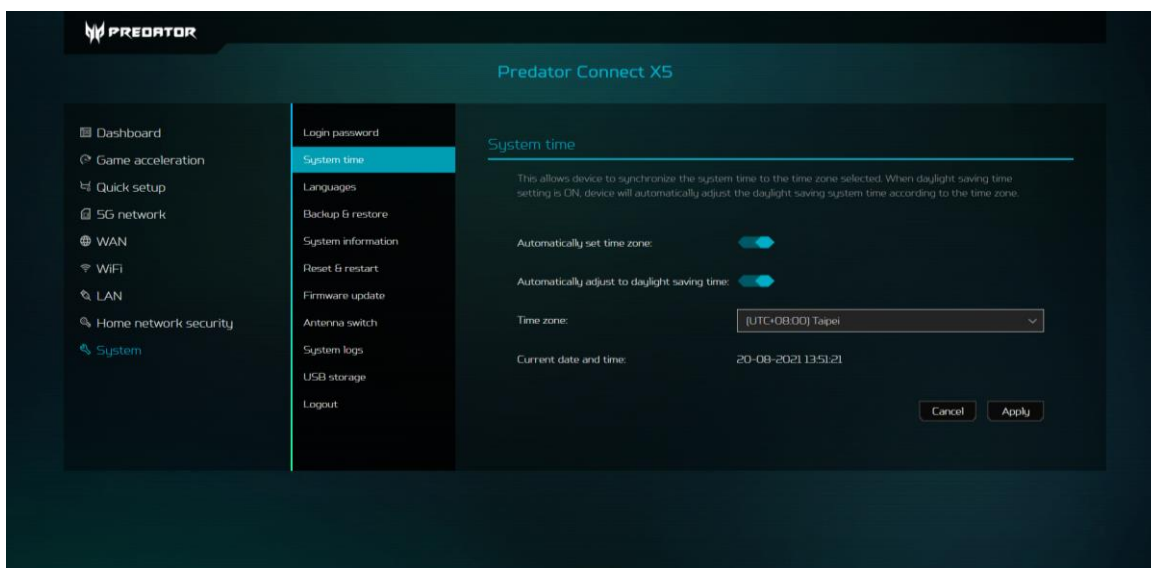 PREDATOR
Predator Connect X5
Dashboard
Game acceleration
Quick setup
5G network
WAN
WiFi
LAN
Home network security
System
Login password
System time
Languages
Backup & restore
System information
Reset & restart
Firmware update
Antenna switch
System logs
USB storage
Logout
System time
This allows device to synchronize the system time to the time zone selected. When daylight saving time
setting is ON, device will automatically adjust the daylight saving system time according to the time zone.
Automatically set time zone:
Automatically adjust to daylight saving time:
Time zone: (UTC+08:00) Taipei
Current date and time: 20-08-2021 13:51:21
Cancel Apply